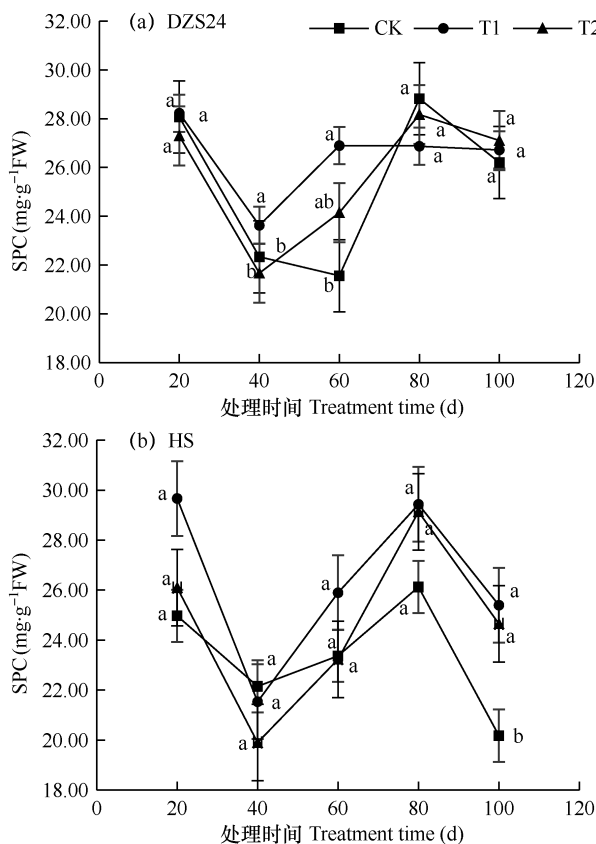 (a) DZS24
CK T1 T2
32.00
30.00
28.00
26.00
24.00
22.00
20.00
18.00
SPC(mg·g⁻¹FW)
a a
a
a
b
b
a
ab
b
a
a
a
a
a
0 20 40 60 80 100 120
处理时间 Treatment time (d)
(b) HS
32.00
30.00
28.00
26.00
24.00
22.00
20.00
18.00
SPC(mg·g⁻¹FW)
a
a
a
a
a
a
a
a
a
a
a
a
a
a
b
0 20 40 60 80 100 120
处理时间 Treatment time (d)